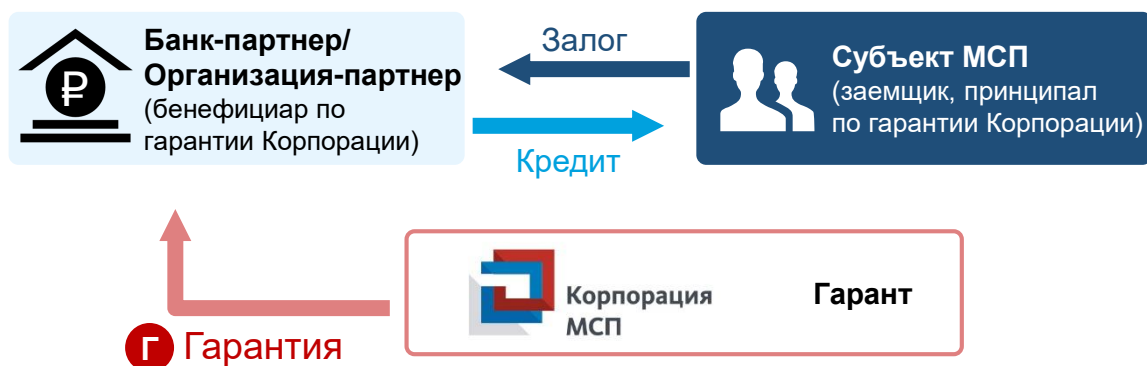 Банк-партнер/
Организация-партнер
(бенефициар по
гарантии Корпорации)
Залог
Кредит
Субъект МСП
(заемщик, принципал
по гарантии Корпорации)
Корпорация
МСП
Гарант
Г Гарантия